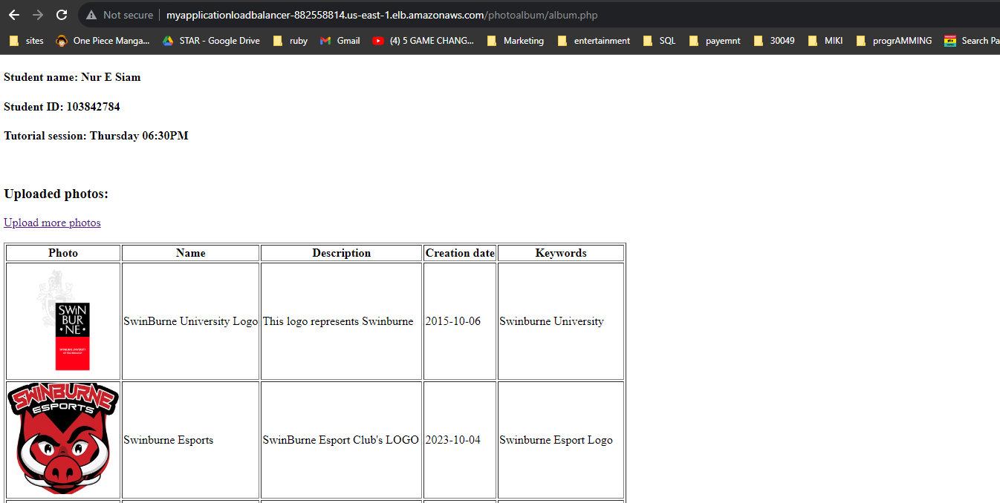 Not secure myapplicationloadbalancer-882558814.us-east-1.elb.amazonaws.com/photoalbum/album.php
sites One Piece Manga... STAR - Google Drive ruby Gmail (4) 5 GAME CHANG... Marketing entertainment SQL payemnt 30049 MIKI progrAMMING Search Pa
Student name: Nur E Siam
Student ID: 103842784
Tutorial session: Thursday 06:30PM
Uploaded photos:
Upload more photos
Photo Name Description Creation date Keywords
SWIN
BUR
NE
SWINBURNE UNIVERSITY
OF TECHNOLOGY
SwinBurne University Logo This logo represents Swinburne 2015-10-06 Swinburne University
SWINBURNE
ESPORTS
Swinburne Esports SwinBurne Esport Club's LOGO 2023-10-04 Swinburne Esport Logo